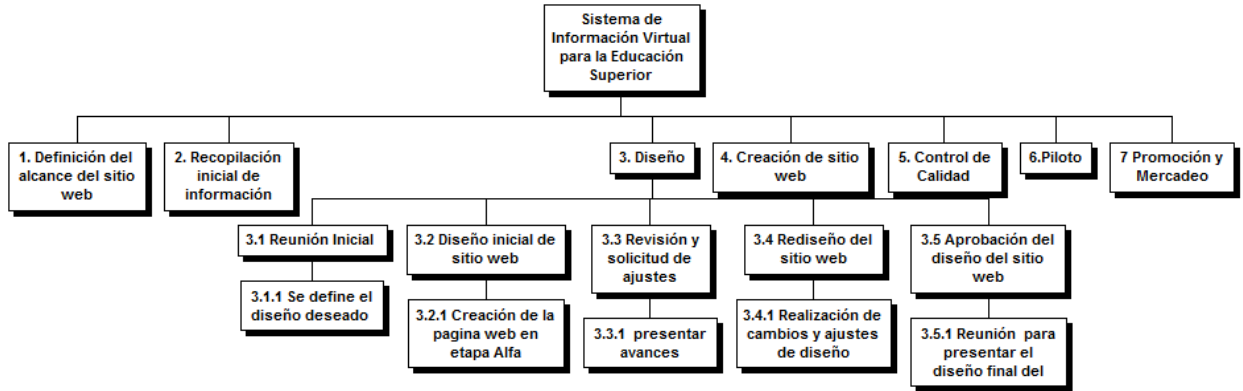 Sistema de
Información Virtual
para la Educación
Superior
1. Definición del
alcance del sitio
web
2. Recopilación
inicial de
información
3. Diseño
4. Creación de sitio
web
5. Control de
Calidad
6.Piloto
7 Promoción y
Mercadeo
3.1 Reunión Inicial
3.2 Diseño inicial de
sitio web
3.3 Revisión y
solicitud de
ajustes
3.4 Rediseño del
sitio web
3.5 Aprobación del
diseño del sitio
web
3.1.1 Se define el
diseño deseado
3.2.1 Creación de la
pagina web en
etapa Alfa
3.3.1 presentar
avances
3.4.1 Realización de
cambios y ajustes
de diseño
3.5.1 Reunión para
presentar el
diseño final del